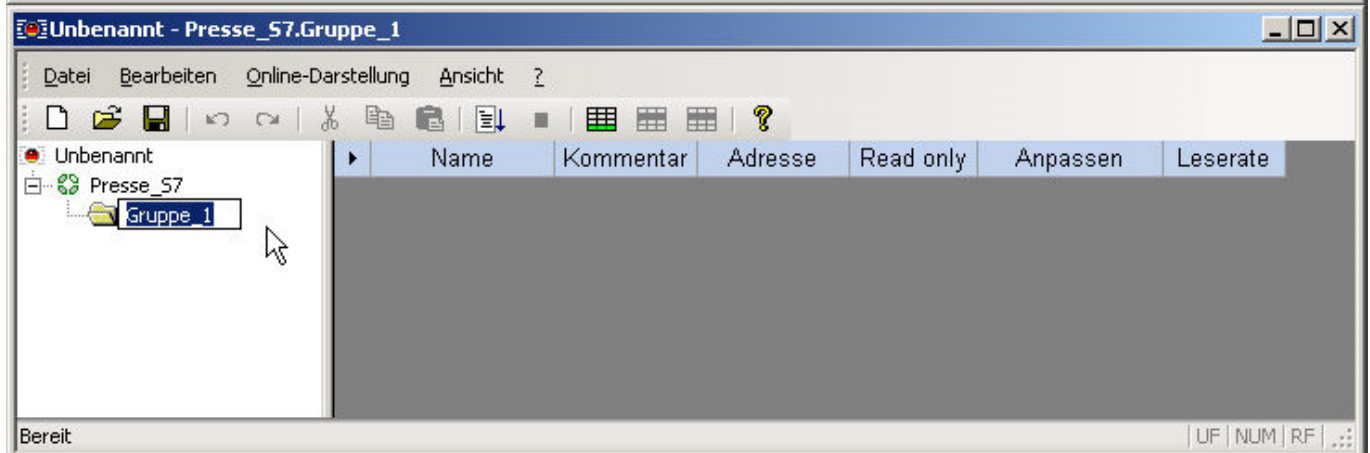 Unbenannt - Presse_S7.Gruppe_1
Datei Bearbeiten Online-Darstellung Ansicht ?
Unbenannt
Name Kommentar Adresse Read only Anpassen Leserate
Presse_S7
Gruppe_1
Bereit UF NUM RF